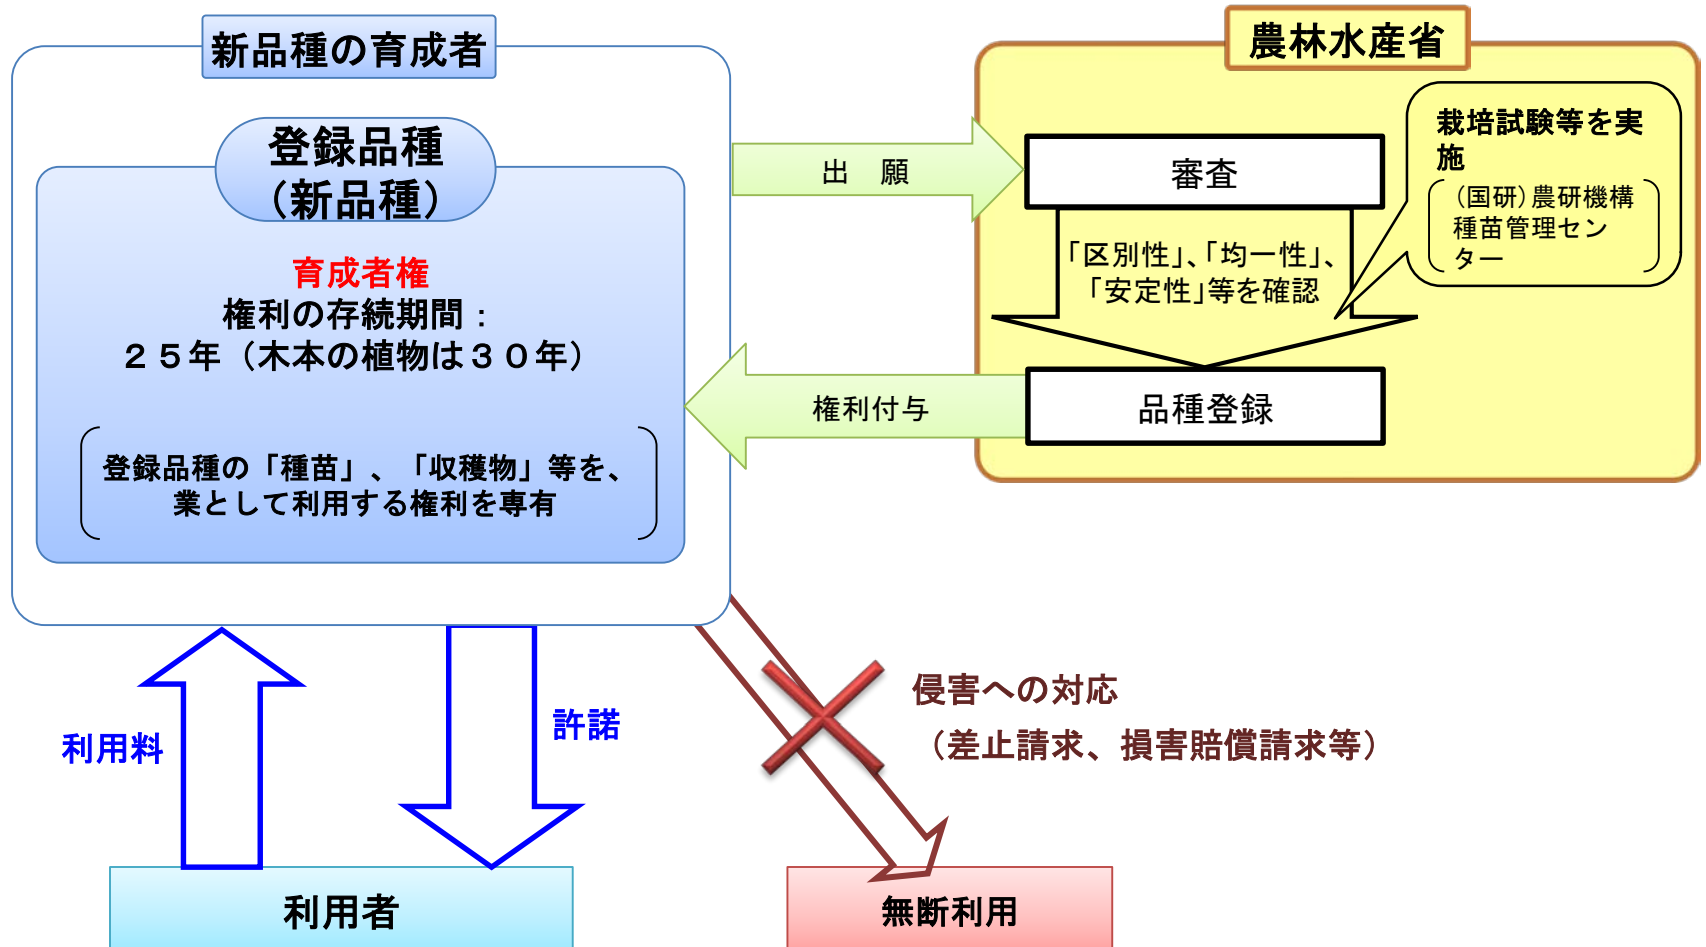 新品種の育成者
登録品種
（新品種）
育成者権
権利の存続期間：
２５年（木本の植物は３０年）
登録品種の「種苗」、「収穫物」等を、
業として利用する権利を専有
出　願
権利付与
農林水産省
審査
「区別性」、「均一性」、
「安定性」等を確認
品種登録
栽培試験等を実
施
（国研）農研機構
種苗管理セン
ター
利用料
許諾
侵害への対応
（差止請求、損害賠償請求等）
利用者
無断利用